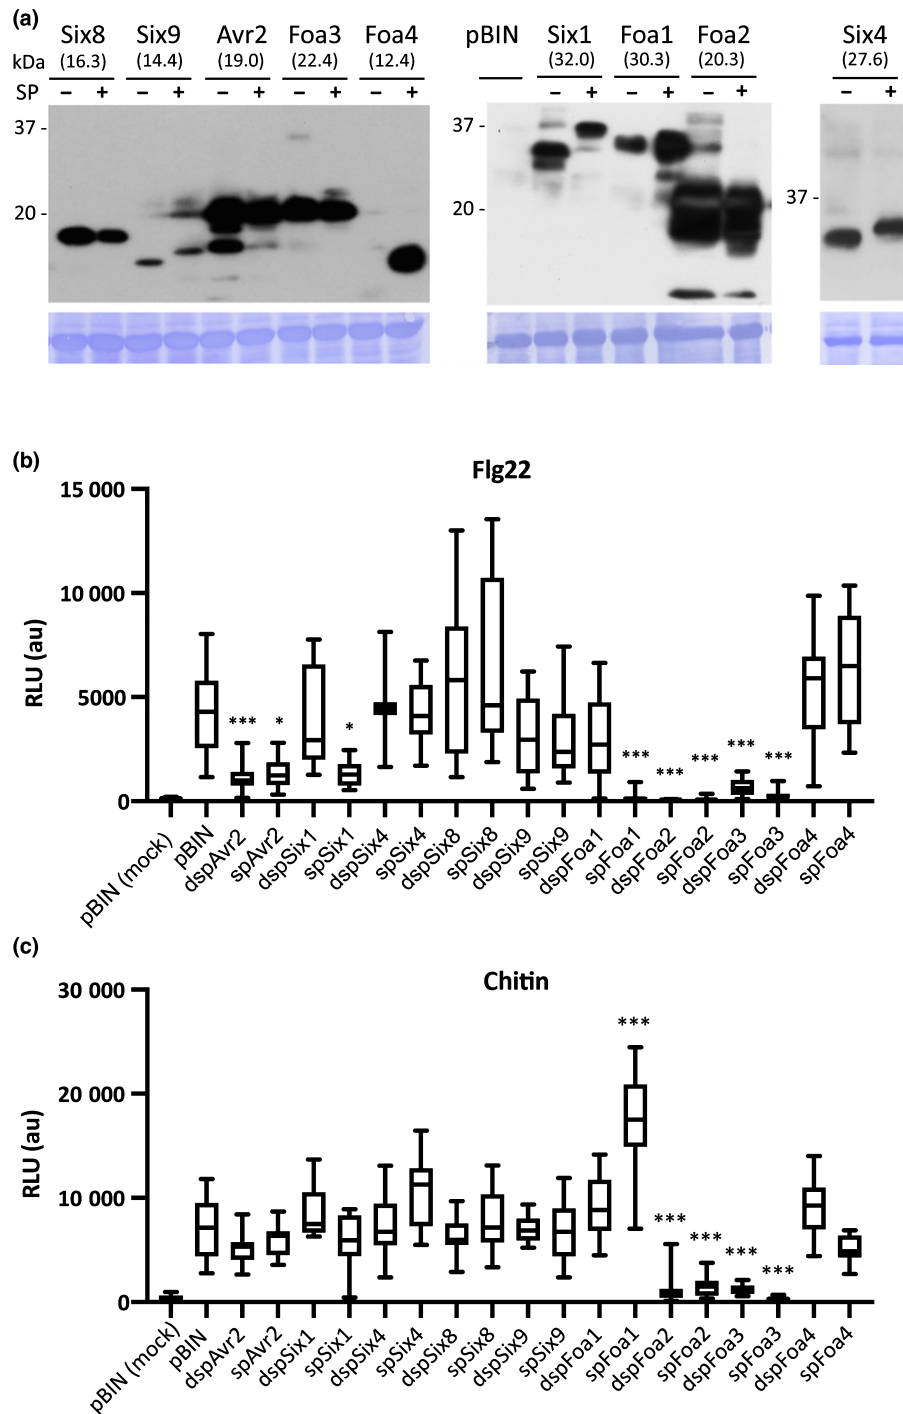 (a)
Six8 Six9 Avr2 Foa3 Foa4 pBIN Six1 Foa1 Foa2 Six4
kDa (16.3) (14.4) (19.0) (22.4) (12.4) (32.0) (30.3) (20.3) (27.6)
SP – + – + – + – + – + – + – + – + – +
37 - 37 -
20 - 20 - 37 -
(b)
Flg22
15 000
10 000
5000
0
RLU (au)
*** * * *** *** *** *** ***
pBIN (mock) pBIN dspAvr2 spAvr2 dspSix1 spSix1 dspSix4 spSix4 dspSix8 spSix8 dspSix9 spSix9 dspFoa1 spFoa1 dspFoa2 spFoa2 dspFoa3 spFoa3 dspFoa4 spFoa4
(c)
Chitin
30 000
20 000
10 000
0
RLU (au)
*** *** *** *** ***
pBIN (mock) pBIN dspAvr2 spAvr2 dspSix1 spSix1 dspSix4 spSix4 dspSix8 spSix8 dspSix9 spSix9 dspFoa1 spFoa1 dspFoa2 spFoa2 dspFoa3 spFoa3 dspFoa4 spFoa4